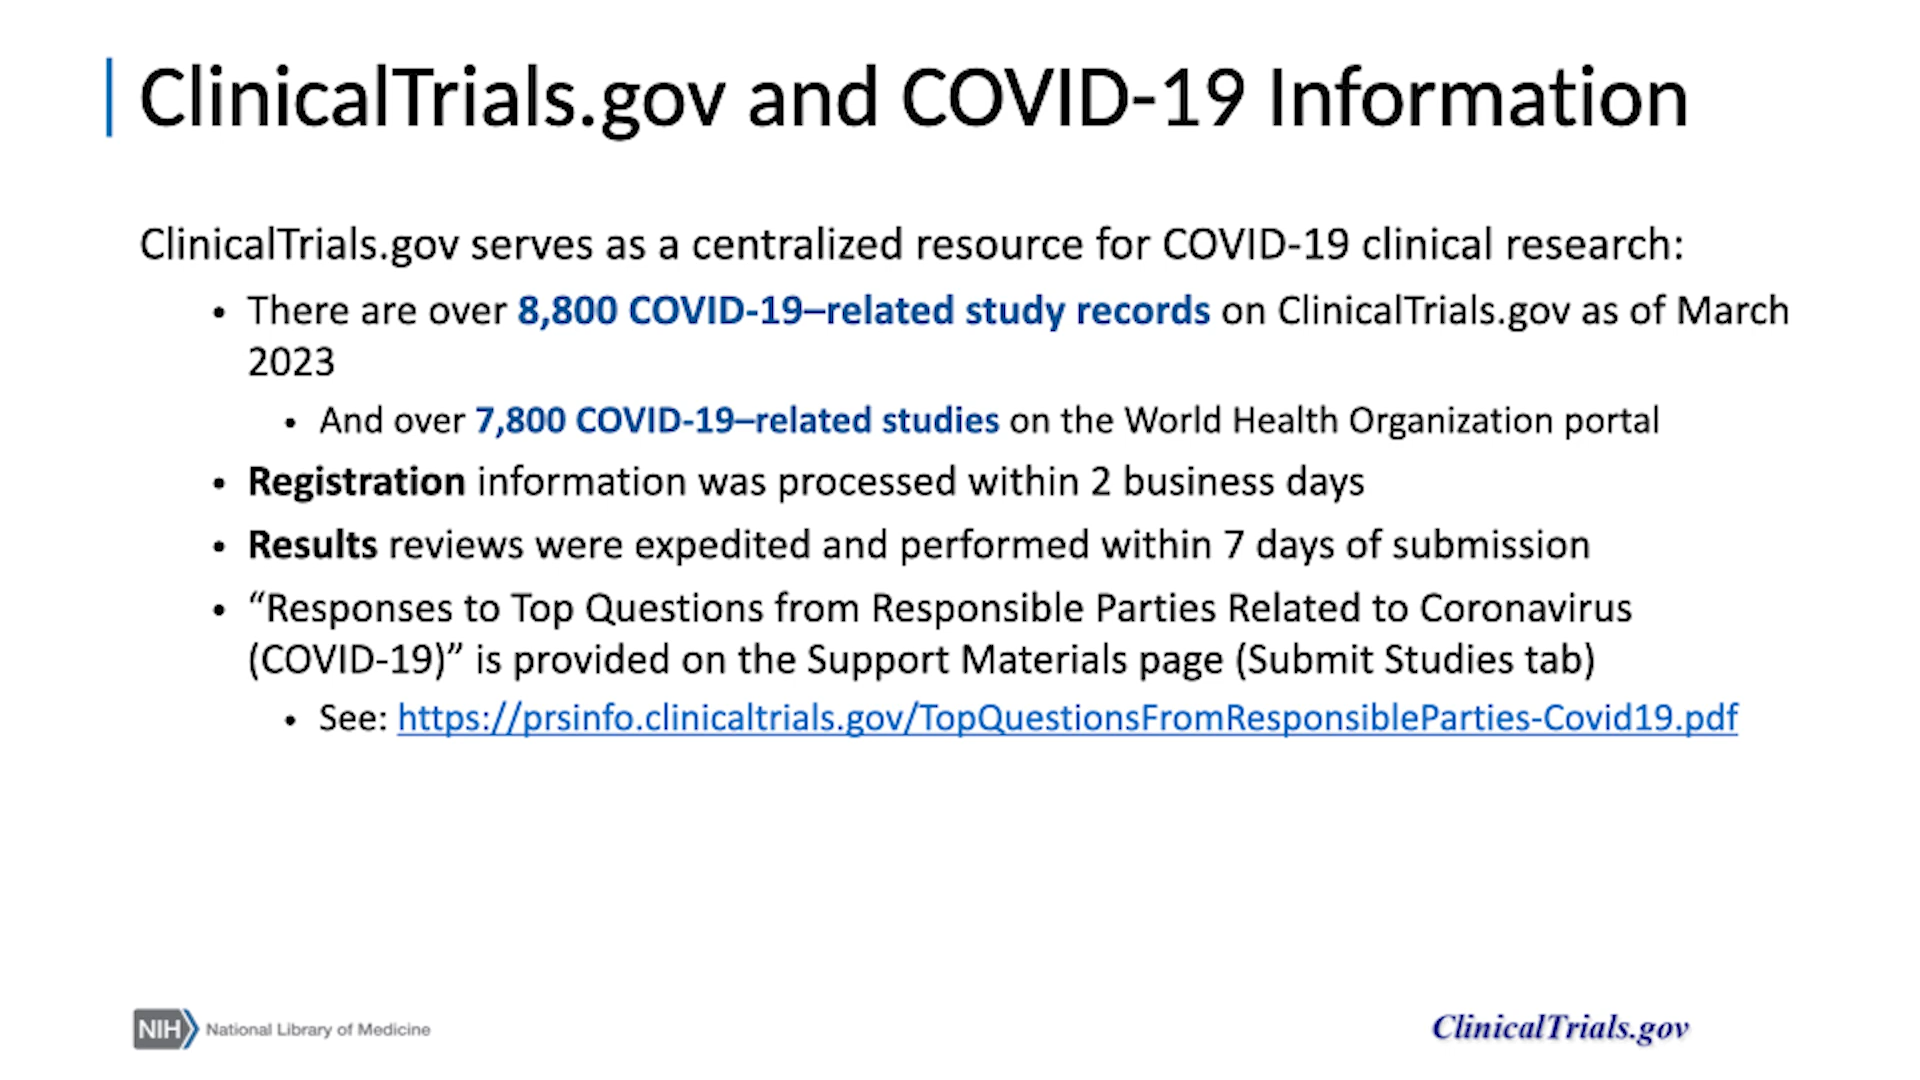 ClinicalTrials.gov and COVID-19 Information
ClinicalTrials.gov serves as a centralized resource for COVID-19 clinical research:
• There are over 8,800 COVID-19–related study records on ClinicalTrials.gov as of March
2023
• And over 7,800 COVID-19–related studies on the World Health Organization portal
• Registration information was processed within 2 business days
• Results reviews were expedited and performed within 7 days of submission
• “Responses to Top Questions from Responsible Parties Related to Coronavirus
(COVID-19)” is provided on the Support Materials page (Submit Studies tab)
• See: https://prsinfo.clinicaltrials.gov/TopQuestionsFromResponsibleParties-Covid19.pdf
NIH National Library of Medicine
ClinicalTrials.gov